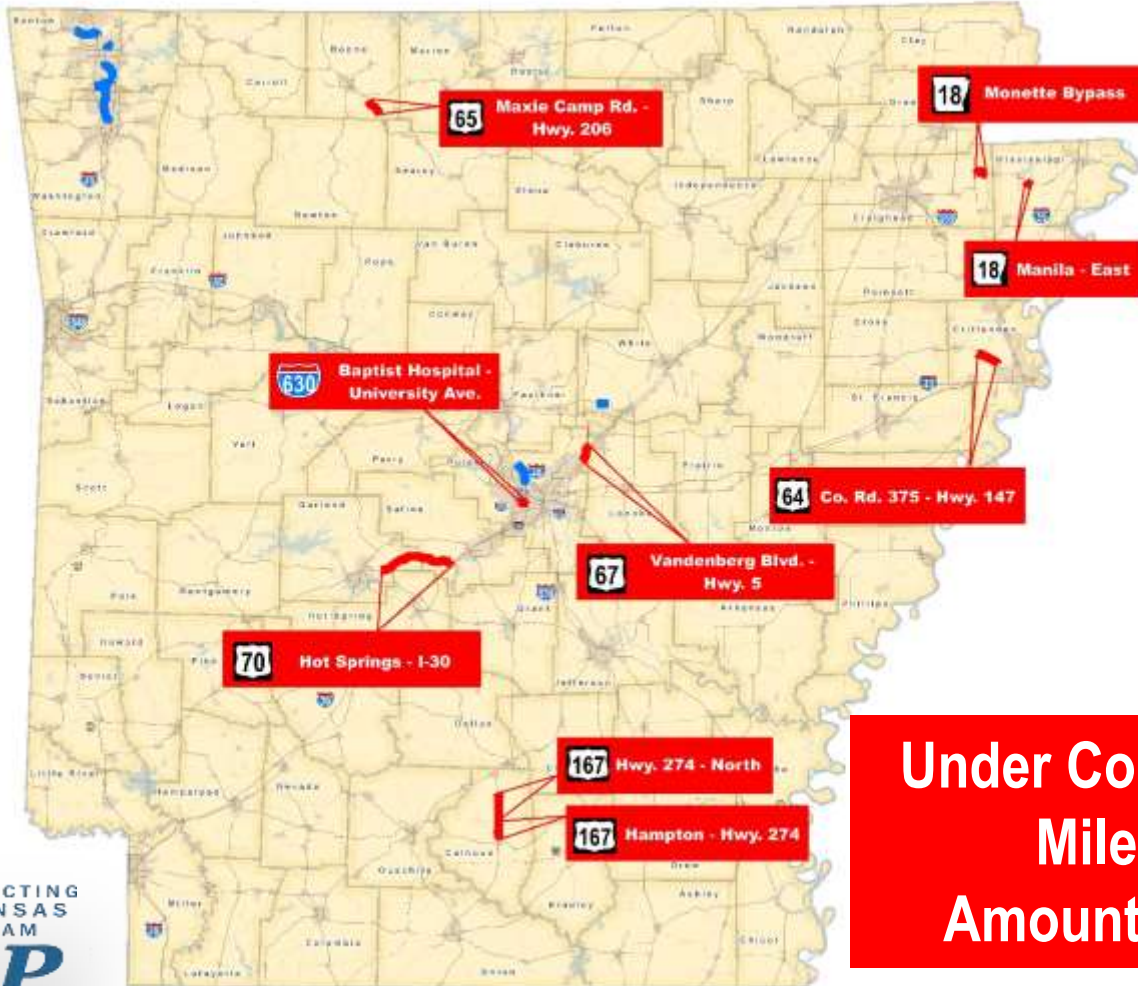 Benton
Boone
Marion
Fulton
Randolph
Clay
Carroll
Baxter
Sharp
65
Maxie Camp Rd. -
Hwy. 206
18
Monette Bypass
Washington
Madison
Newton
Searcy
Stone
Independence
Lawrence
Craighead
Mississippi
Crawford
Franklin
Johnson
Pope
Van Buren
Cleburne
Jackson
Poinsett
18
Manila - East
Conway
White
Woodruff
Cross
Crittenden
630
Baptist Hospital -
University Ave.
Sebastian
Logan
Faulkner
St. Francis
Scott
Yell
Perry
Prairie
64
Co. Rd. 375 - Hwy. 147
Garland
Saline
Monroe
67
Vandenberg Blvd. -
Hwy. 5
Polk
Montgomery
Hot Spring
Grant
Arkansas
Phillips
70
Hot Springs - I-30
Howard
Jefferson
Dallas
167
Hwy. 274 - North
Little River
Hempstead
Nevada
167
Hampton - Hwy. 274
Calhoun
Ouachita
Drew
Miller
Bradley
Ashley
Columbia
Chicot
Lafayette
Union
Under Co
Mile
Amount
CTING
NSAS
AM
P